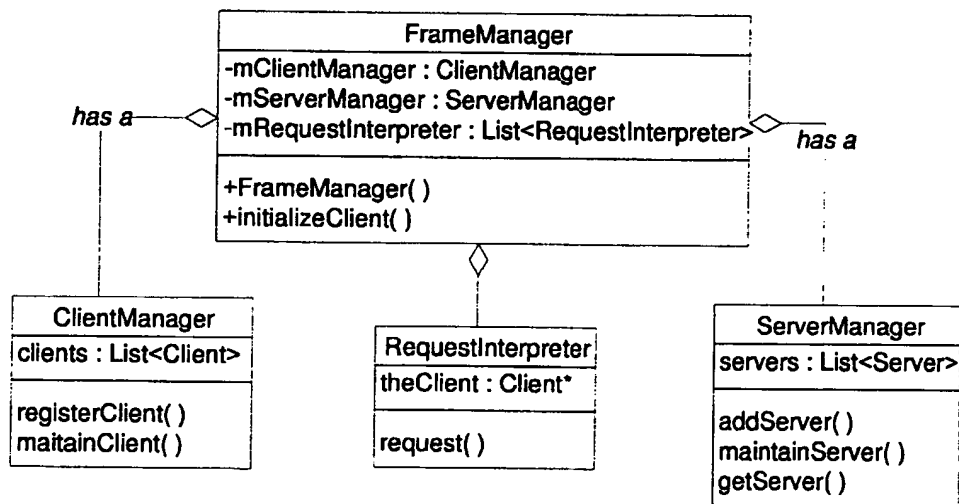 FrameManager
-mClientManager : ClientManager
-mServerManager : ServerManager
-mRequestInterpreter : List<RequestInterpreter>
+FrameManager( )
+initializeClient( )
has a
has a
ClientManager
clients : List<Client>
registerClient( )
maitainClient( )
RequestInterpreter
theClient : Client*
request( )
ServerManager
servers : List<Server>
addServer( )
maintainServer( )
getServer( )